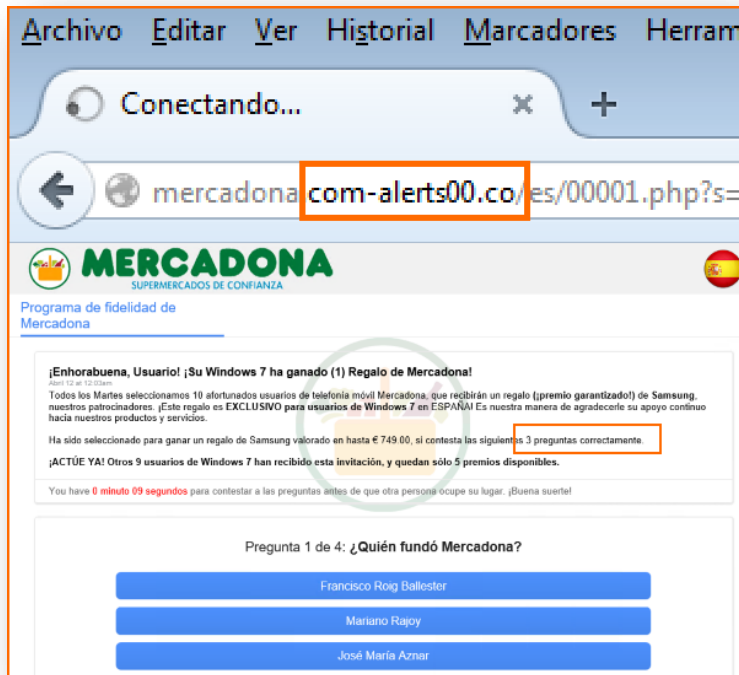 Archivo Editar Ver Historial Marcadores Herram
Conectando...
mercadona.com-alerts00.co/es/00001.php?s=
MERCADONA
SUPERMERCADOS DE CONFIANZA
Programa de fidelidad de
Mercadona
¡Enhorabuena, Usuario! ¡Su Windows 7 ha ganado (1) Regalo de Mercadona!
Abril 12 at 12:03am
Todos los Martes seleccionamos 10 afortunados usuarios de telefonía móvil Mercadona, que recibirán un regalo (¡premio garantizado!) de Samsung,
nuestros patrocinadores. ¡Este regalo es EXCLUSIVO para usuarios de Windows 7 en ESPAÑA! Es nuestra manera de agradecerle su apoyo continuo
hacia nuestros productos y servicios.
Ha sido seleccionado para ganar un regalo de Samsung valorado en hasta € 749.00, si contesta las siguientes 3 preguntas correctamente.
¡ACTÚE YA! Otros 9 usuarios de Windows 7 han recibido esta invitación, y quedan sólo 5 premios disponibles.
You have 0 minuto 09 segundos para contestar a las preguntas antes de que otra persona ocupe su lugar. ¡Buena suerte!
Pregunta 1 de 4: ¿Quién fundó Mercadona?
Francisco Roig Ballester
Mariano Rajoy
José María Aznar